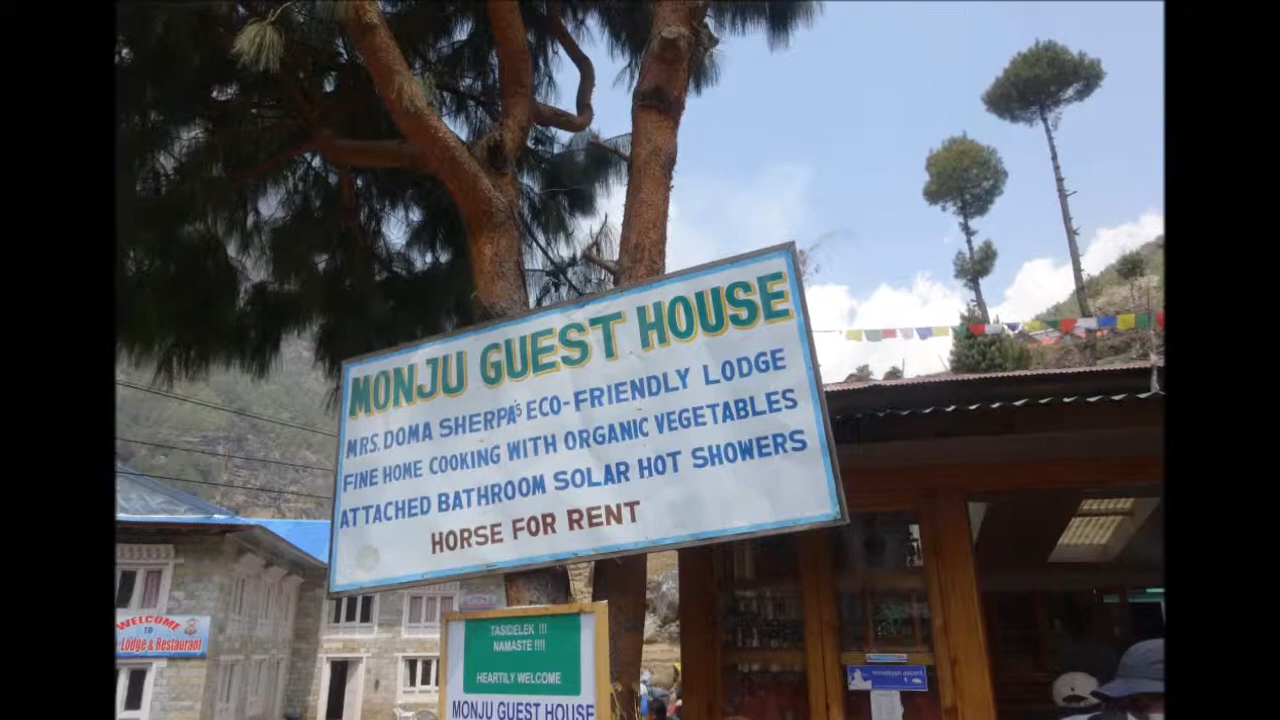 MONJU GUEST HOUSE
MRS. DOMA SHERPA'S ECO-FRIENDLY LODGE
FINE HOME COOKING WITH ORGANIC VEGETABLES
ATTACHED BATHROOM SOLAR HOT SHOWERS
HORSE FOR RENT
WELCOME
TO
Lodge & Restaurant
TASIDELEK !!!
NAMASTE !!!!
HEARTILY WELCOME
MONJU GUEST HOUSE